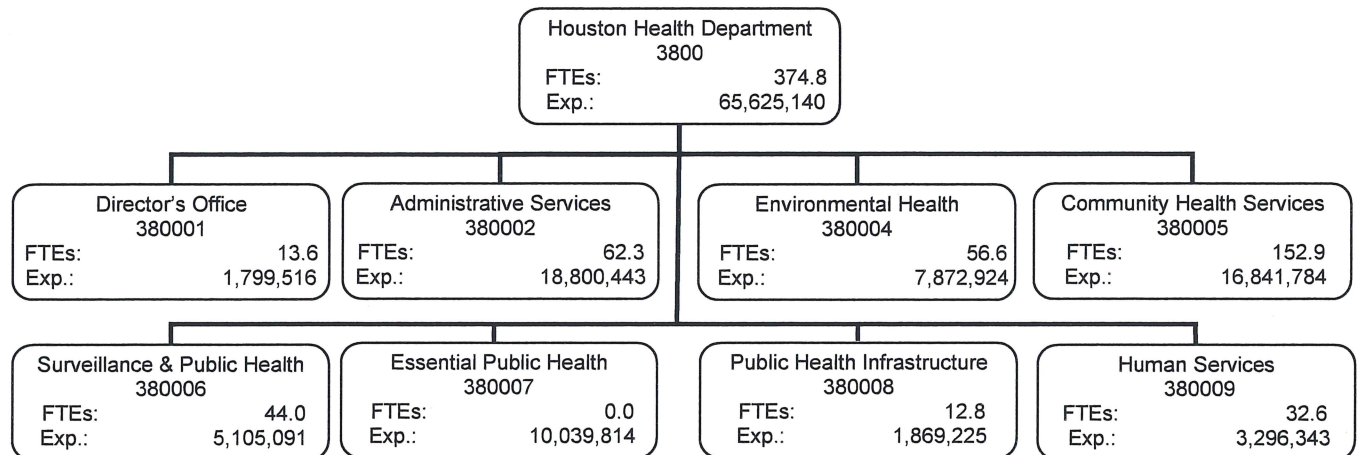 Houston Health Department
3800
FTEs: 374.8
Exp.: 65,625,140
Director's Office
380001
FTEs: 13.6
Exp.: 1,799,516
Administrative Services
380002
FTEs: 62.3
Exp.: 18,800,443
Environmental Health
380004
FTEs: 56.6
Exp.: 7,872,924
Community Health Services
380005
FTEs: 152.9
Exp.: 16,841,784
Surveillance & Public Health
380006
FTEs: 44.0
Exp.: 5,105,091
Essential Public Health
380007
FTEs: 0.0
Exp.: 10,039,814
Public Health Infrastructure
380008
FTEs: 12.8
Exp.: 1,869,225
Human Services
380009
FTEs: 32.6
Exp.: 3,296,343